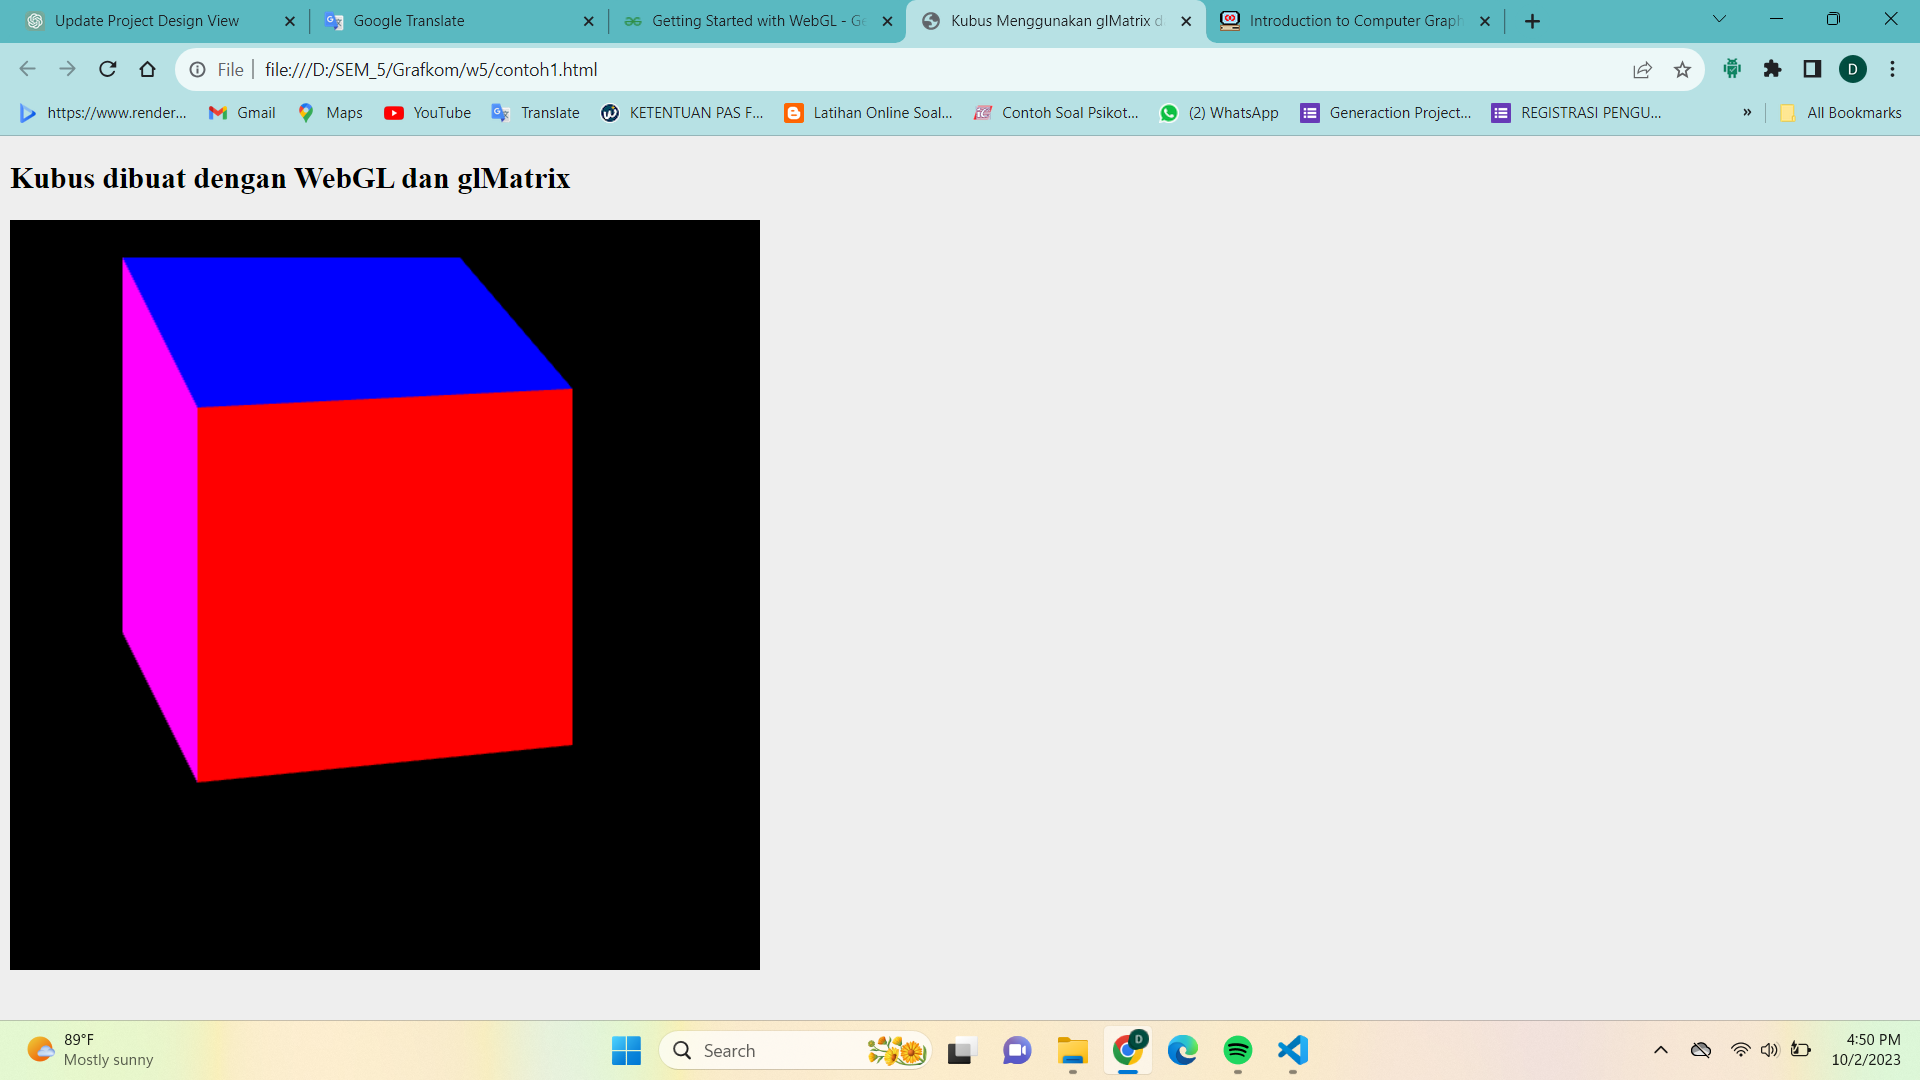 Update Project Design View
Google Translate
Getting Started with WebGL - Ge
Kubus Menggunakan glMatrix d
Introduction to Computer Graph
File
file:///D:/SEM_5/Grafkom/w5/contoh1.html
D
https://www.render...
Gmail
Maps
YouTube
Translate
KETENTUAN PAS F...
Latihan Online Soal...
Contoh Soal Psikot...
(2) WhatsApp
Generaction Project...
REGISTRASI PENGU...
»
All Bookmarks
Kubus dibuat dengan WebGL dan glMatrix
89°F
Mostly sunny
Search
D
4:50 PM
10/2/2023